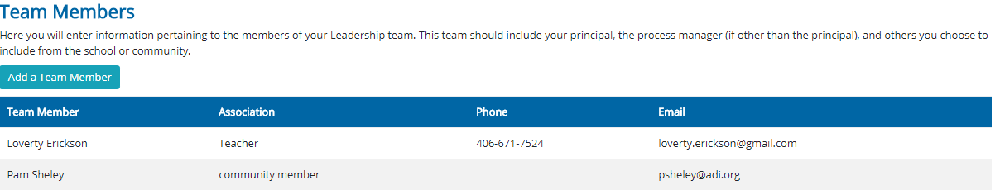 Team Members
Here you will enter information pertaining to the members of your Leadership team. This team should include your principal, the process manager (if other than the principal), and others you choose to
include from the school or community.
Add a Team Member
Team Member Association Phone Email
Loverty Erickson Teacher 406-671-7524 loverty.erickson@gmail.com
Pam Sheley community member psheley@adi.org